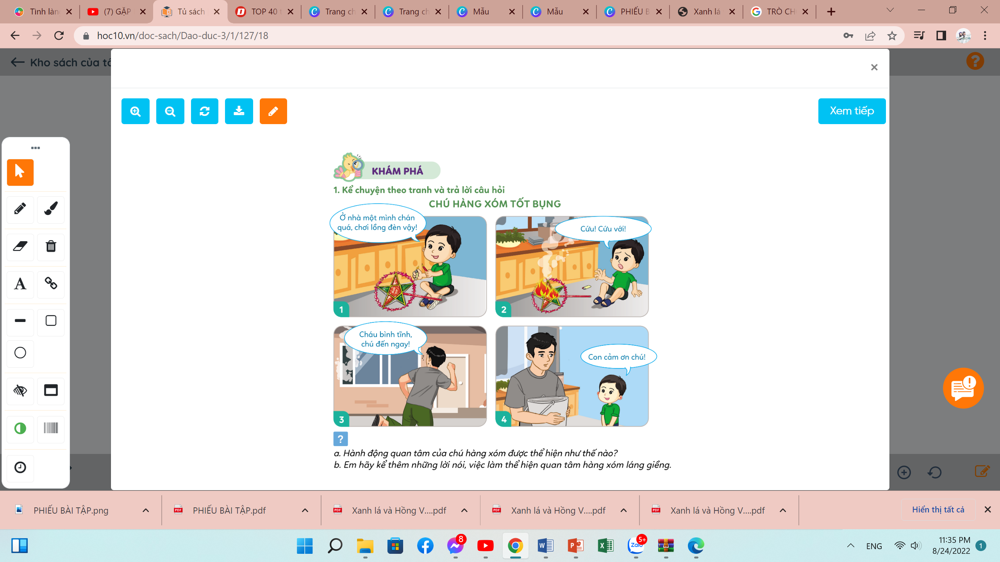 Tình làn
(7) GẶP
Tủ sách
TOP 40 t
Trang ch
Trang ch
Mẫu
Mẫu
PHIẾU B
Xanh lá
TRÒ CH
hoc10.vn/doc-sach/Dao-duc-3/1/127/18
Kho sách của tô
Xem tiếp
KHÁM PHÁ
1. Kể chuyện theo tranh và trả lời câu hỏi
CHÚ HÀNG XÓM TỐT BỤNG
Ở nhà một mình chán
quá, chơi lồng đèn vậy!
1
Cứu! Cứu với!
2
Cháu bình tĩnh,
chú đến ngay!
3
Con cảm ơn chú!
4
?
a. Hành động quan tâm của chú hàng xóm được thể hiện như thế nào?
b. Em hãy kể thêm những lời nói, việc làm thể hiện quan tâm hàng xóm láng giềng.
PHIẾU BÀI TẬP.png
PHIẾU BÀI TẬP.pdf
Xanh lá và Hồng V....pdf
Xanh lá và Hồng V....pdf
Xanh lá và Hồng V....pdf
Hiển thị tất cả
8
5+
Zalo
ENG
11:35 PM
8/24/2022
1